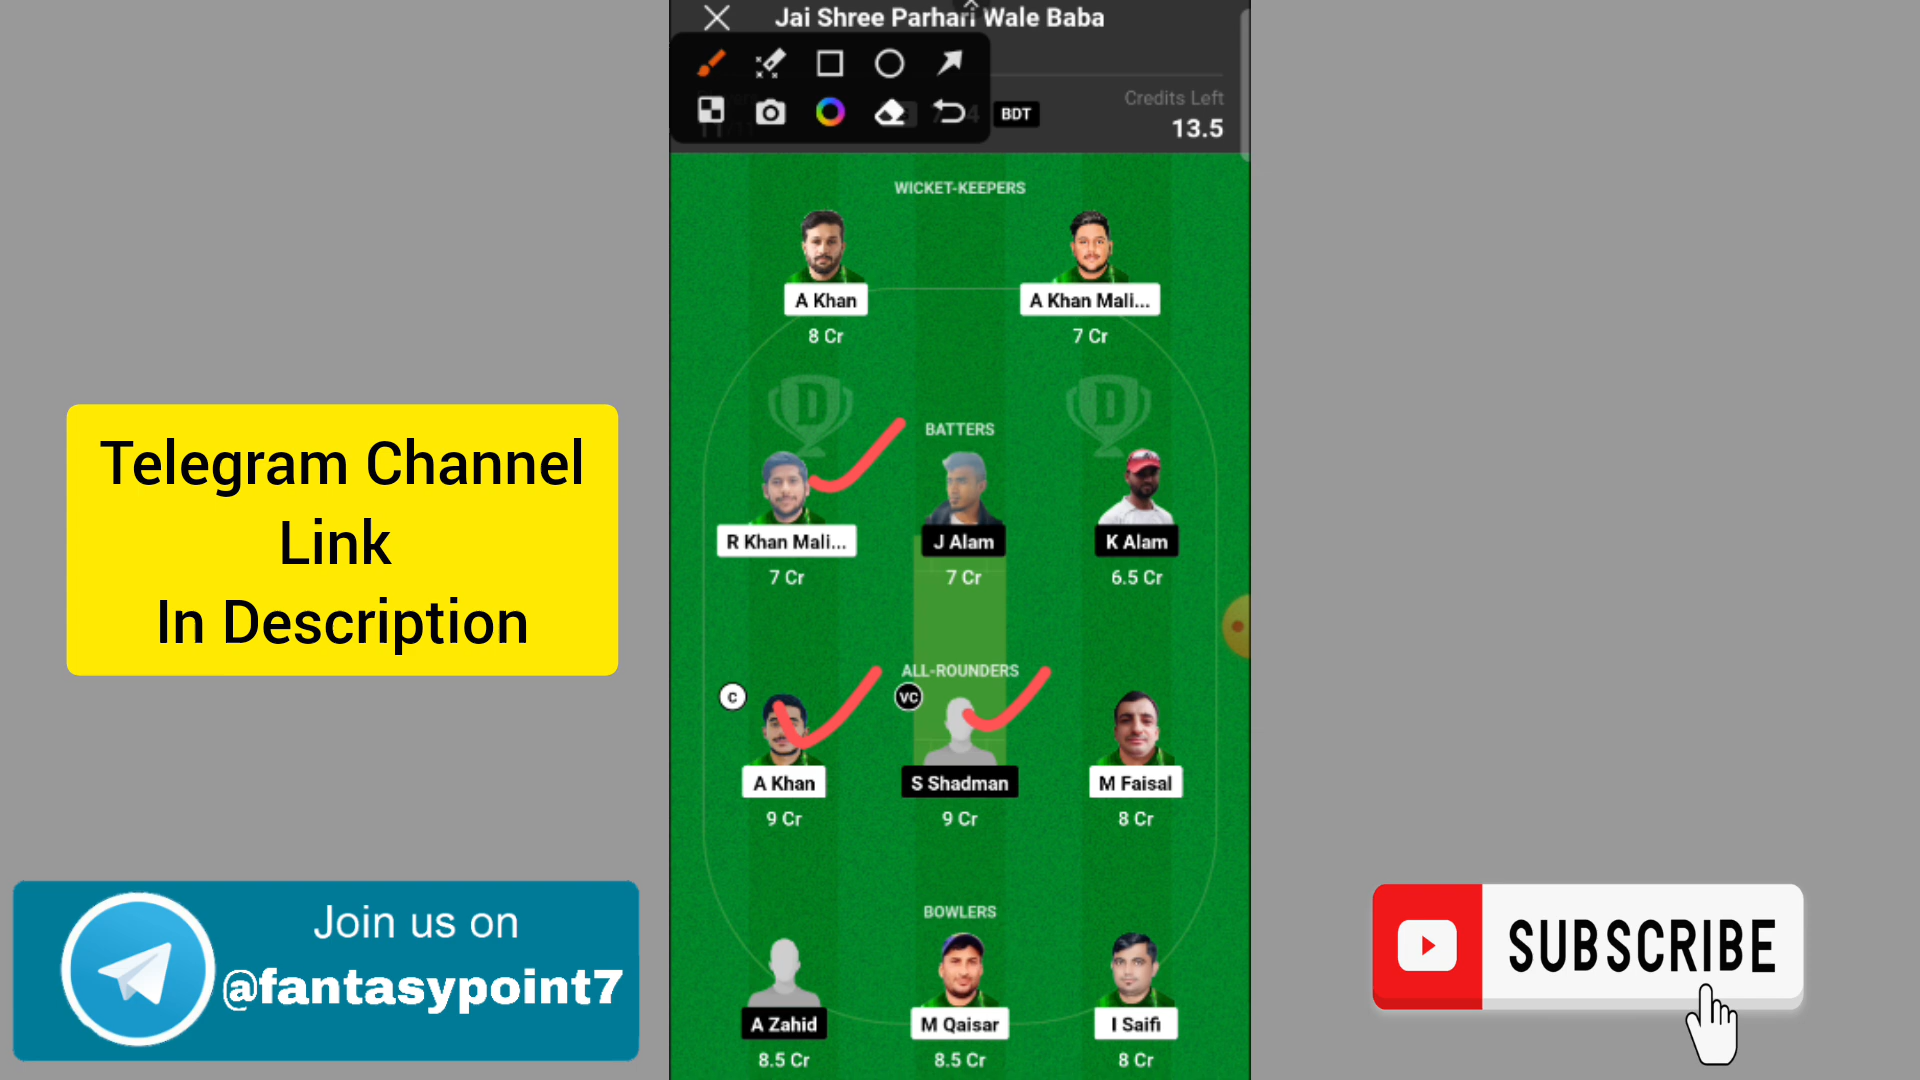 Jai Shree Parhari Wale Baba
Credits Left
BDT
13.5
WICKET-KEEPERS
A Khan
A Khan Mali...
8 Cr
7 Cr
BATTERS
R Khan Mali...
J Alam
K Alam
7 Cr
7 Cr
6.5 Cr
ALL-ROUNDERS
C
VC
A Khan
S Shadman
M Faisal
9 Cr
9 Cr
8 Cr
BOWLERS
A Zahid
M Qaisar
I Saifi
8.5 Cr
8.5 Cr
8 Cr
Telegram Channel
Link
In Description
Join us on
@fantasypoint7
SUBSCRIBE